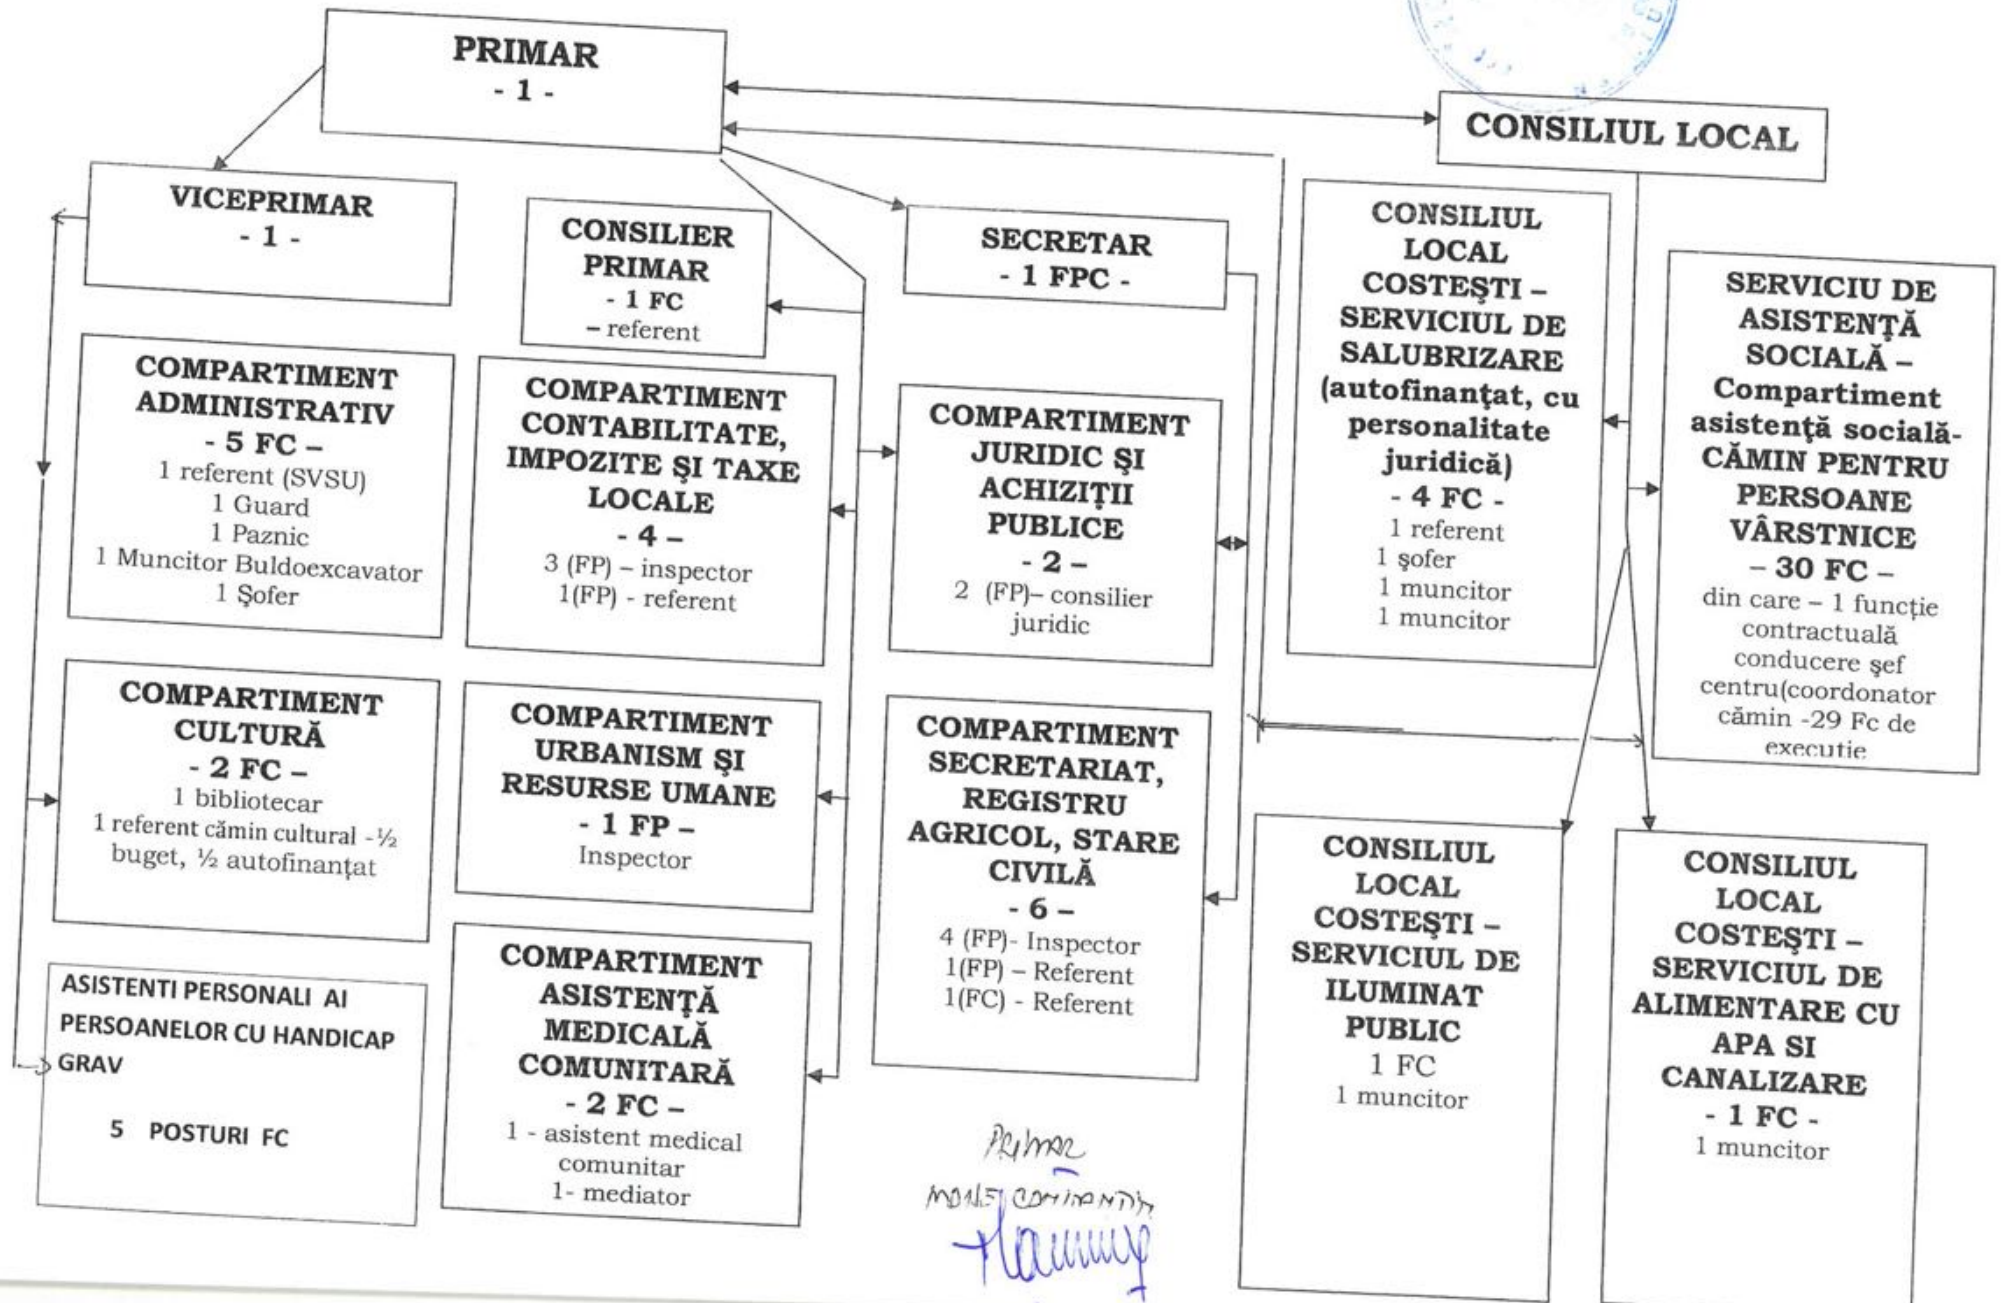 PRIMAR
- 1 -
CONSILIUL LOCAL
VICEPRIMAR
- 1 -
CONSILIER
PRIMAR
- 1 FC
– referent
SECRETAR
- 1 FPC -
CONSILIUL
LOCAL
COSTEŞTI –
SERVICIUL DE
SALUBRIZARE
(autofinanţat, cu
personalitate
juridică)
- 4 FC -
1 referent
1 şofer
1 muncitor
1 muncitor
SERVICIU DE
ASISTENŢĂ
SOCIALĂ –
Compartiment
asistenţă socială-
CĂMIN PENTRU
PERSOANE
VÂRSTNICE
– 30 FC –
din care – 1 funcţie
contractuală
conducere şef
centru(coordonator
cămin -29 Fc de
executie
COMPARTIMENT
ADMINISTRATIV
- 5 FC –
1 referent (SVSU)
1 Guard
1 Paznic
1 Muncitor Buldoexcavator
1 Şofer
COMPARTIMENT
CONTABILITATE,
IMPOZITE ŞI TAXE
LOCALE
- 4 –
3 (FP) – inspector
1(FP) - referent
COMPARTIMENT
JURIDIC ŞI
ACHIZIŢII
PUBLICE
- 2 –
2 (FP)– consilier
juridic
COMPARTIMENT
CULTURĂ
- 2 FC –
1 bibliotecar
1 referent cămin cultural -½
buget, ½ autofinanţat
COMPARTIMENT
URBANISM ŞI
RESURSE UMANE
- 1 FP –
Inspector
COMPARTIMENT
SECRETARIAT,
REGISTRU
AGRICOL, STARE
CIVILĂ
- 6 –
4 (FP)- Inspector
1(FP) – Referent
1(FC) - Referent
CONSILIUL
LOCAL
COSTEŞTI –
SERVICIUL DE
ILUMINAT
PUBLIC
1 FC
1 muncitor
CONSILIUL
LOCAL
COSTEŞTI –
SERVICIUL DE
ALIMENTARE CU
APA SI
CANALIZARE
- 1 FC -
1 muncitor
ASISTENTI PERSONALI AI
PERSOANELOR CU HANDICAP
GRAV
5 POSTURI FC
COMPARTIMENT
ASISTENŢĂ
MEDICALĂ
COMUNITARĂ
- 2 FC –
1 - asistent medical
comunitar
1- mediator
PRIMAR